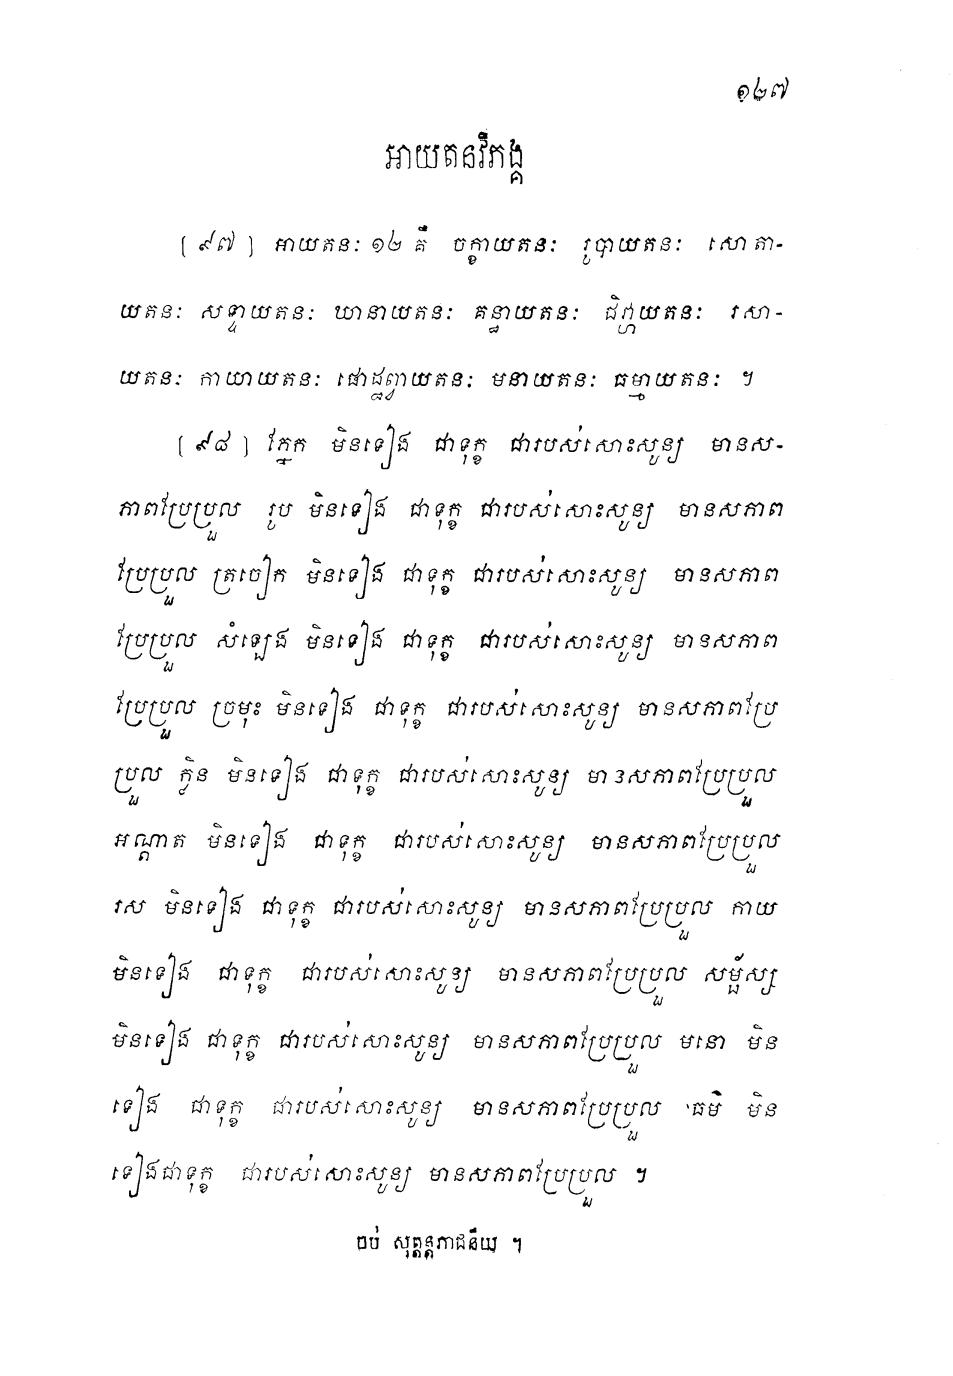 ១២៧
អាយតនវិភង្គ
[ ៩៧ ] អាយតនៈ ១២ គឺ ចក្ខាយតនៈ រូបាយតនៈ សោតា-
យតនៈ សទ្ទាយតនៈ ឃានាយតនៈ គន្ធាយតនៈ ជិវ្ហាយតនៈ រសា-
យតនៈ កាយាយតនៈ ផោដ្ឋព្វាយតនៈ មនាយតនៈ ធម្មាយតនៈ ។
[ ៩៨ ] ភ្នែក មិនទៀង ជាទុក្ខ ជារបស់សោះសូន្យ មានស-
ភាពប្រែប្រួល រូប មិនទៀង ជាទុក្ខ ជារបស់សោះសូន្យ មានសភាព
ប្រែប្រួល ត្រចៀក មិនទៀង ជាទុក្ខ ជារបស់សោះសូន្យ មានសភាព
ប្រែប្រួល សំឡេង មិនទៀង ជាទុក្ខ ជារបស់សោះសូន្យ មានសភាព
ប្រែប្រួល ច្រមុះ មិនទៀង ជាទុក្ខ ជារបស់សោះសូន្យ មានសភាពប្រែ
ប្រួល ក្លិន មិនទៀង ជាទុក្ខ ជារបស់សោះសូន្យ មានសភាពប្រែប្រួល
អណ្តាត មិនទៀង ជាទុក្ខ ជារបស់សោះសូន្យ មានសភាពប្រែប្រួល
រស មិនទៀង ជាទុក្ខ ជារបស់សោះសូន្យ មានសភាពប្រែប្រួល កាយ
មិនទៀង ជាទុក្ខ ជារបស់សោះសូន្យ មានសភាពប្រែប្រួល សម្ផ័ស្ស
មិនទៀង ជាទុក្ខ ជារបស់សោះសូន្យ មានសភាពប្រែប្រួល មនោ មិន
ទៀង ជាទុក្ខ ជារបស់សោះសូន្យ មានសភាពប្រែប្រួល ធម៌ មិន
ទៀងជាទុក្ខ ជារបស់សោះសូន្យ មានសភាពប្រែប្រួល ។
ចប់ សុត្តន្តភាជនីយ ។